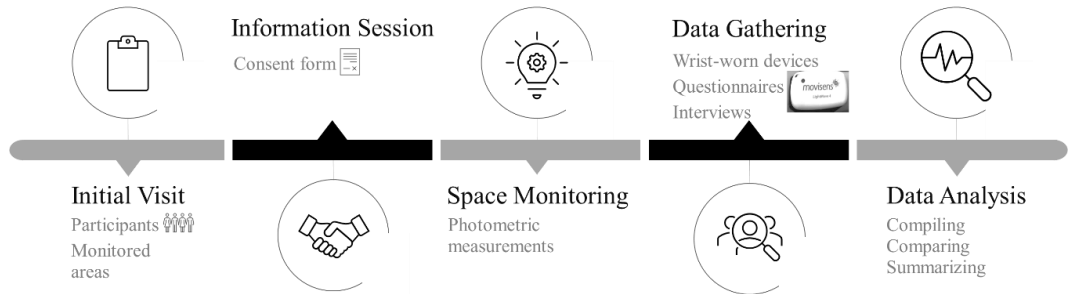 Initial Visit
Participants
Monitored
areas
Information Session
Consent form
Space Monitoring
Photometric
measurements
Data Gathering
Wrist-worn devices
Questionnaires
Interviews
movisens
Data Analysis
Compiling
Comparing
Summarizing